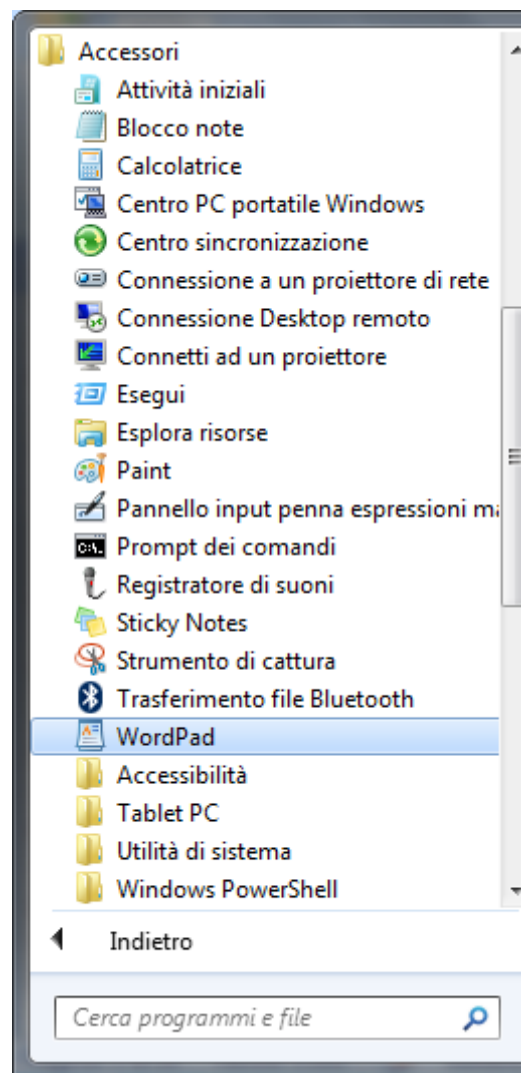 Accessori
Attività iniziali
Blocco note
Calcolatrice
Centro PC portatile Windows
Centro sincronizzazione
Connessione a un proiettore di rete
Connessione Desktop remoto
Connetti ad un proiettore
Esegui
Esplora risorse
Paint
Pannello input penna espressioni
Prompt dei comandi
Registratore di suoni
Sticky Notes
Strumento di cattura
Trasferimento file Bluetooth
WordPad
Accessibilità
Tablet PC
Utilità di sistema
Windows PowerShell
Indietro
Cerca programmi e file